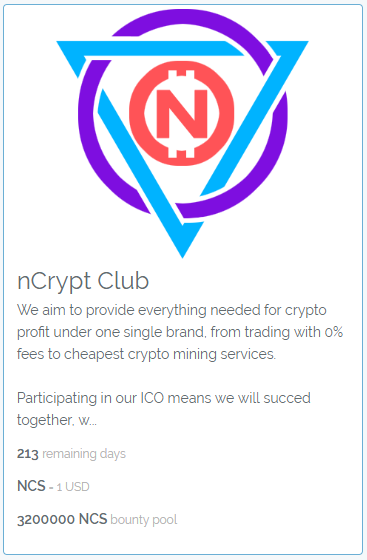 N
nCrypt Club
We aim to provide everything needed for crypto
profit under one single brand, from trading with 0%
fees to cheapest crypto mining services.
Participating in our ICO means we will succed
together, w...
213 remaining days
NCS = 1 USD
3200000 NCS bounty pool